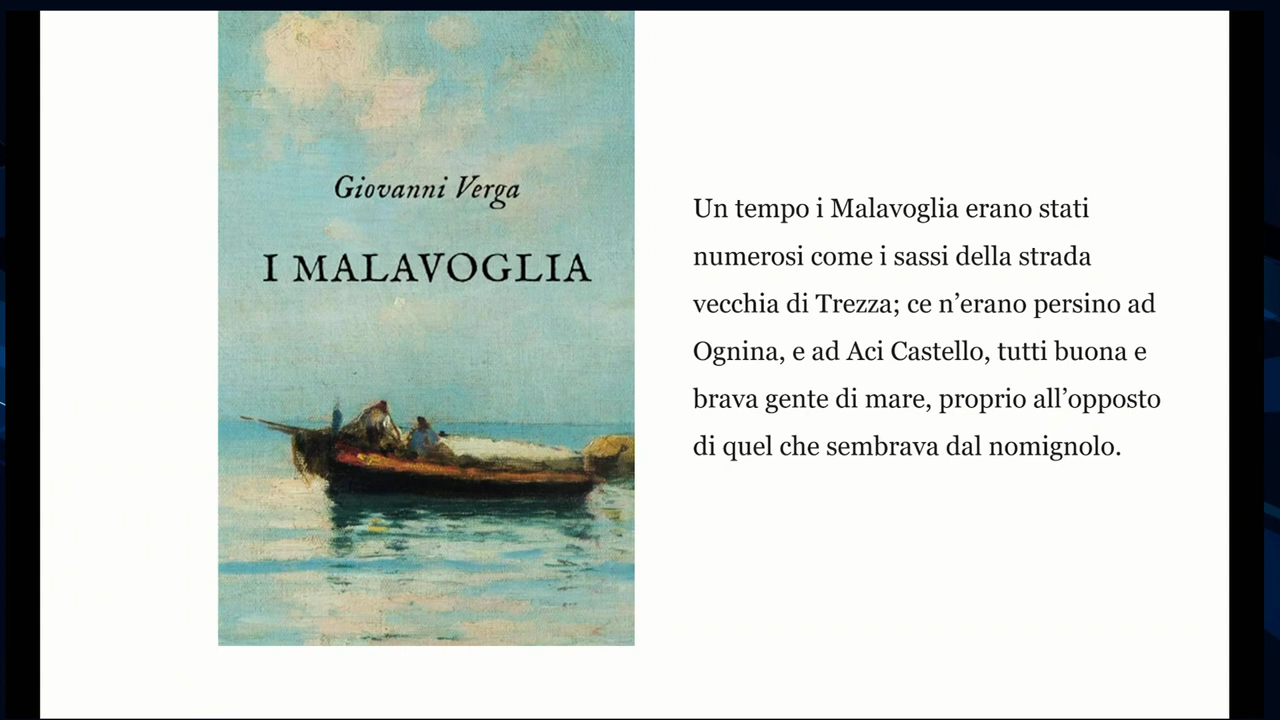 Giovanni Verga
I MALAVOGLIA
Un tempo i Malavoglia erano stati
numerosi come i sassi della strada
vecchia di Trezza; ce n’erano persino ad
Ognina, e ad Aci Castello, tutti buona e
brava gente di mare, proprio all’opposto
di quel che sembrava dal nomignolo.